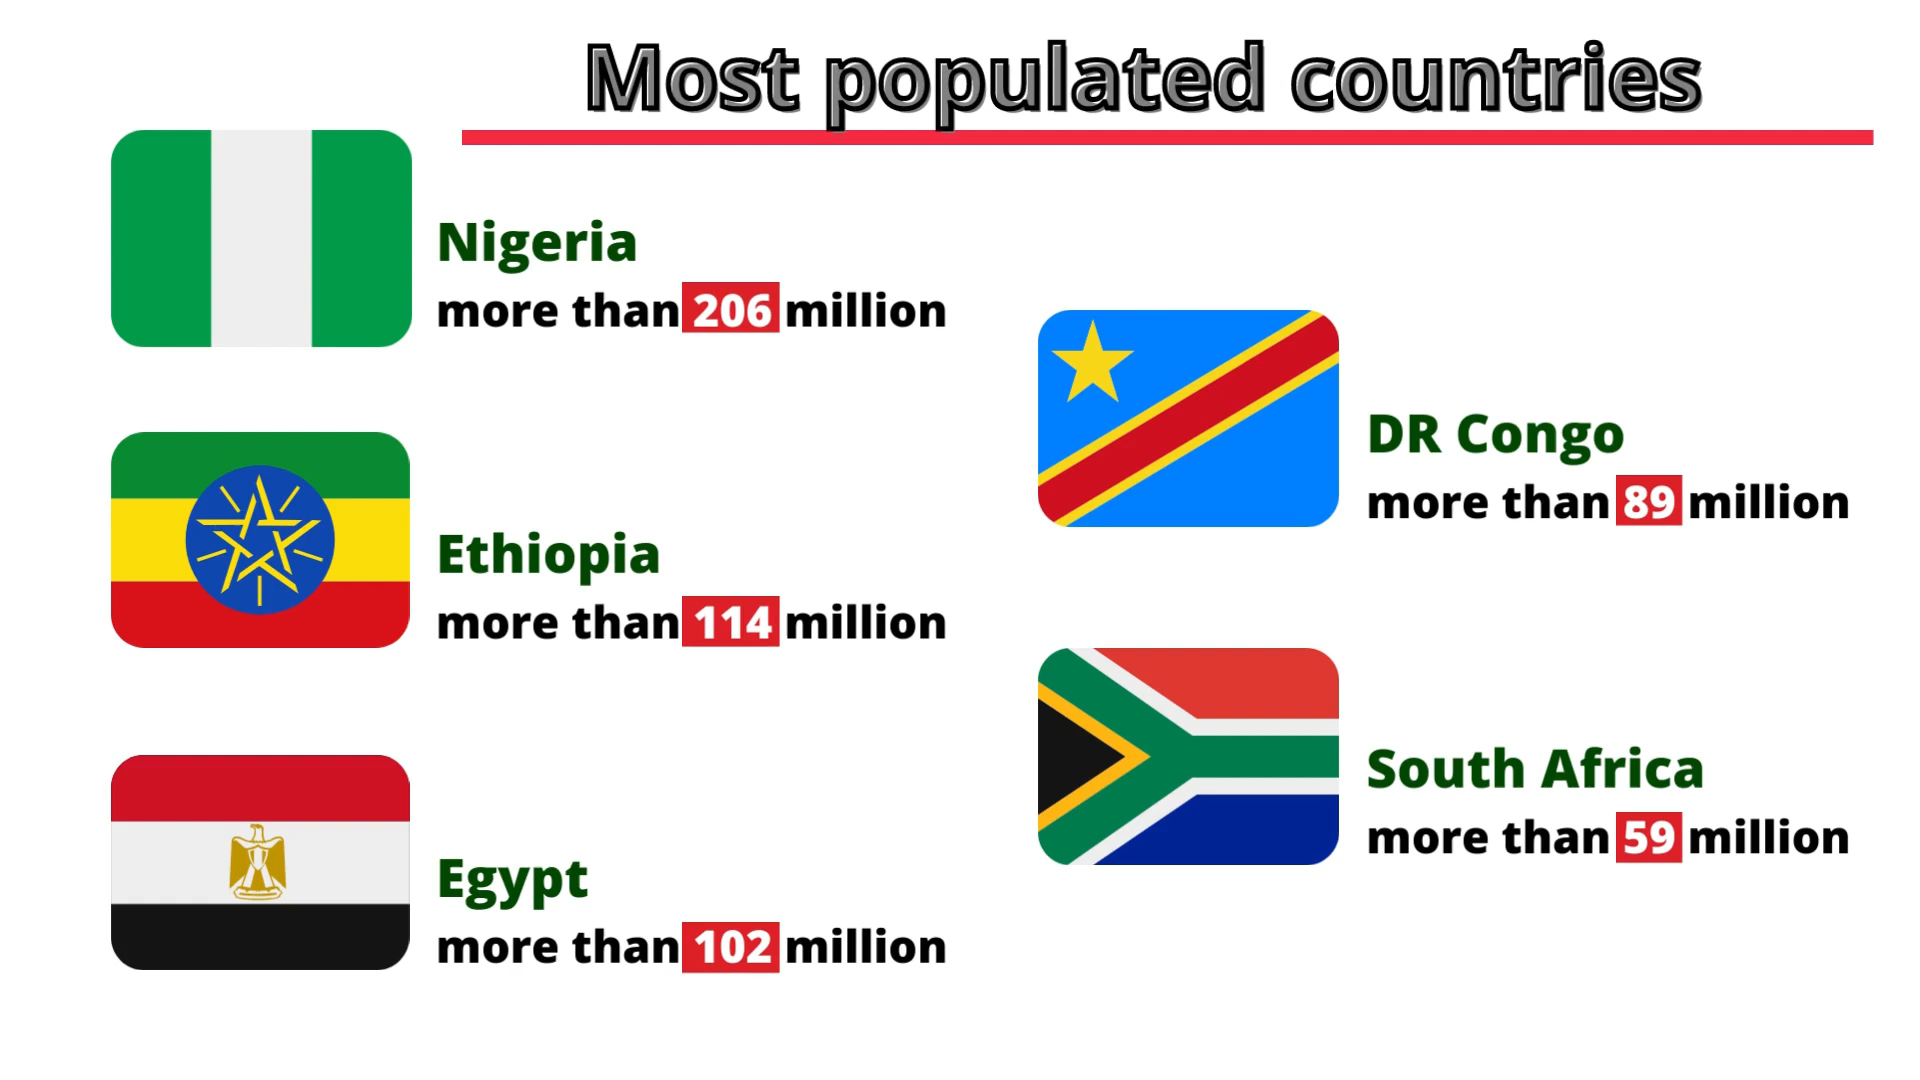 Most populated countries
Nigeria
more than 206 million
Ethiopia
more than 114 million
Egypt
more than 102 million
DR Congo
more than 89 million
South Africa
more than 59 million